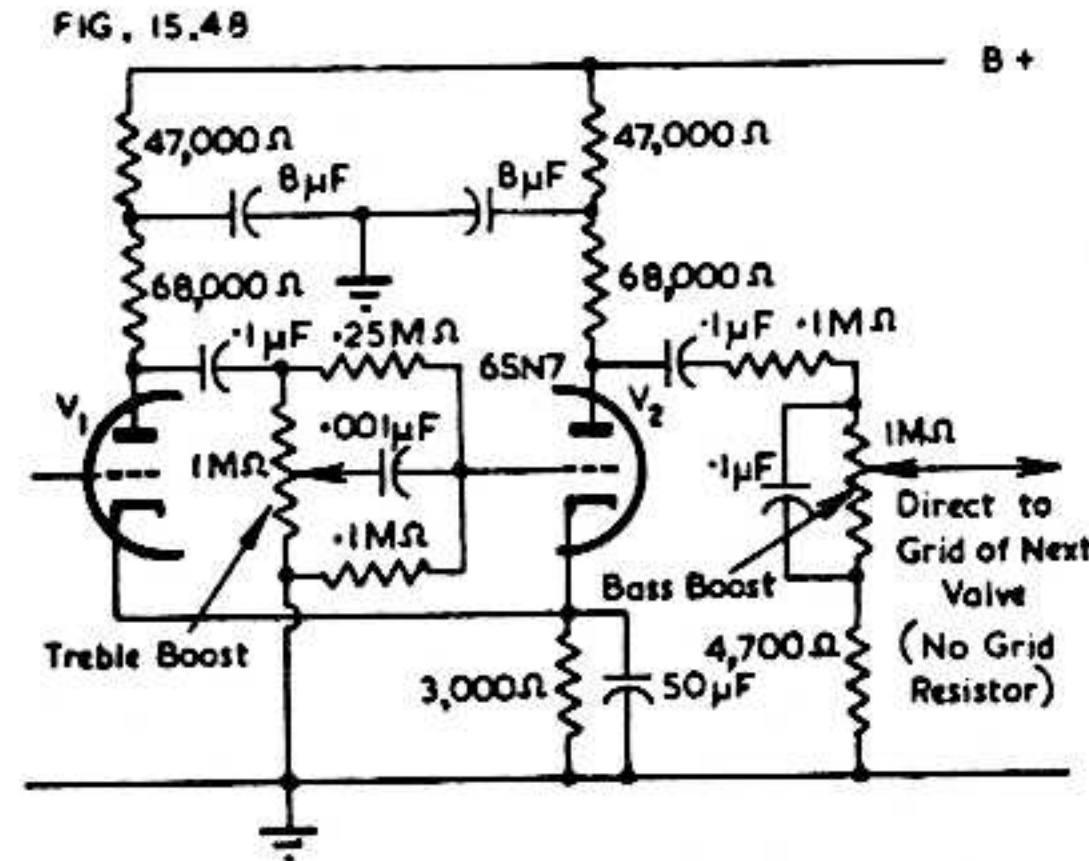 FIG. 15.48
B +
47,000 Ω
47,000 Ω
8µF
8µF
68,000 Ω
68,000 Ω
·1µF
·25MΩ
·1µF
·1MΩ
6SN7
V1
V2
·001µF
1MΩ
1MΩ
·1µF
·1MΩ
Direct to
Grid of Next
Valve
(No Grid
Resistor)
Bass Boost
Treble Boost
3,000Ω
50µF
4,700Ω